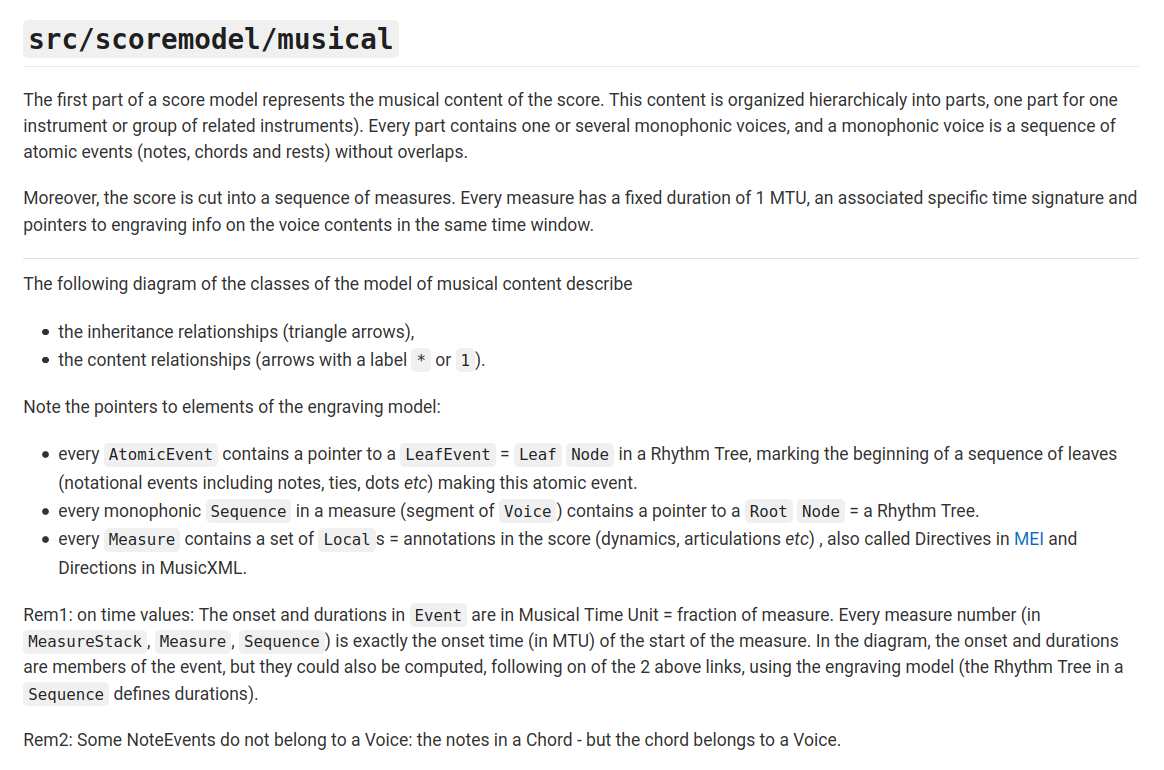 src/scoremodel/musical
The first part of a score model represents the musical content of the score. This content is organized hierarchicaly into parts, one part for one
instrument or group of related instruments). Every part contains one or several monophonic voices, and a monophonic voice is a sequence of
atomic events (notes, chords and rests) without overlaps.
Moreover, the score is cut into a sequence of measures. Every measure has a fixed duration of 1 MTU, an associated specific time signature and
pointers to engraving info on the voice contents in the same time window.
The following diagram of the classes of the model of musical content describe
• the inheritance relationships (triangle arrows),
• the content relationships (arrows with a label * or 1).
Note the pointers to elements of the engraving model:
• every AtomicEvent contains a pointer to a LeafEvent = Leaf Node in a Rhythm Tree, marking the beginning of a sequence of leaves
(notational events including notes, ties, dots etc) making this atomic event.
• every monophonic Sequence in a measure (segment of Voice) contains a pointer to a Root Node = a Rhythm Tree.
• every Measure contains a set of Locals = annotations in the score (dynamics, articulations etc) , also called Directives in MEI and
Directions in MusicXML.
Rem1: on time values: The onset and durations in Event are in Musical Time Unit = fraction of measure. Every measure number (in
MeasureStack, Measure, Sequence) is exactly the onset time (in MTU) of the start of the measure. In the diagram, the onset and durations
are members of the event, but they could also be computed, following on of the 2 above links, using the engraving model (the Rhythm Tree in a
Sequence defines durations).
Rem2: Some NoteEvents do not belong to a Voice: the notes in a Chord - but the chord belongs to a Voice.